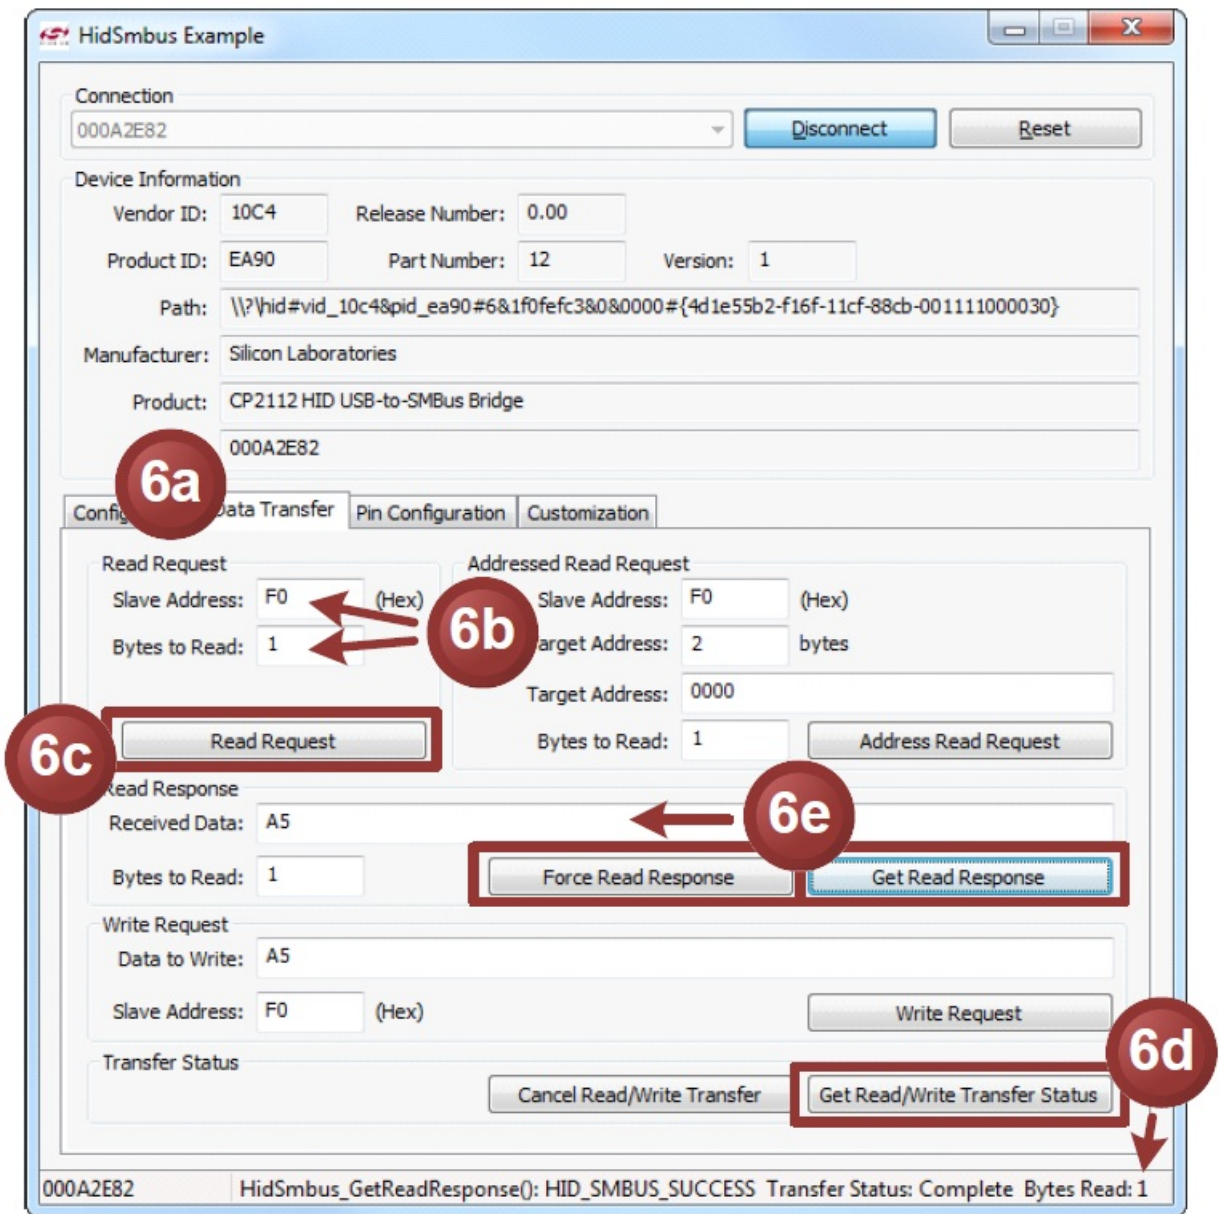 HidSmbus Example
Connection
000A2E82 Disconnect Reset
Device Information
Vendor ID: 10C4 Release Number: 0.00
Product ID: EA90 Part Number: 12 Version: 1
Path: \\?\hid#vid_10c4&pid_ea90#6&1f0fefc3&0&0000#{4d1e55b2-f16f-11cf-88cb-001111000030}
Manufacturer: Silicon Laboratories
Product: CP2112 HID USB-to-SMBus Bridge
000A2E82
6a
Config Data Transfer Pin Configuration Customization
Read Request Addressed Read Request
Slave Address: F0 (Hex) Slave Address: F0 (Hex)
6b
Bytes to Read: 1 Target Address: 2 bytes
Target Address: 0000
6c Read Request Bytes to Read: 1 Address Read Request
Read Response
Received Data: A5 6e
Bytes to Read: 1 Force Read Response Get Read Response
Write Request
Data to Write: A5
Slave Address: F0 (Hex) Write Request
6d
Transfer Status
Cancel Read/Write Transfer Get Read/Write Transfer Status
000A2E82 HidSmbus_GetReadResponse(): HID_SMBUS_SUCCESS Transfer Status: Complete Bytes Read: 1